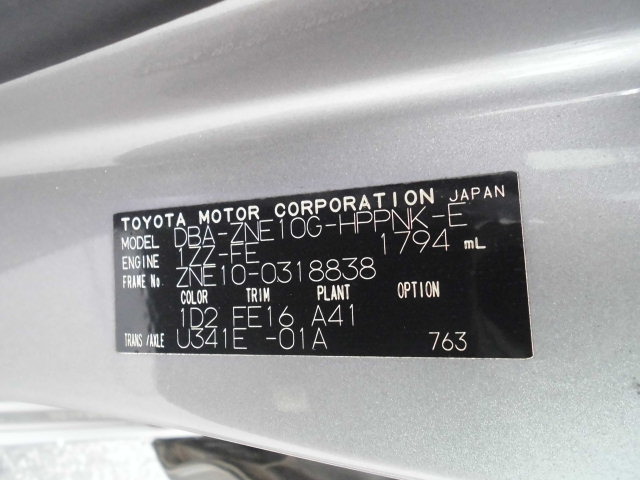 TOYOTA MOTOR CORPORATION JAPAN
MODEL DBA-ZNE10G-HPPNK-E
ENGINE 1ZZ-FE 1794 mL
FRAME No. ZNE10-0318838
COLOR TRIM PLANT OPTION
1D2 EE16 A41
TRANS/AXLE U341E -01A 763